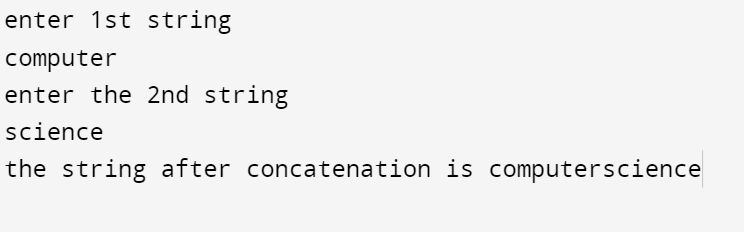 enter 1st string
computer
enter the 2nd string
science
the string after concatenation is computerscience